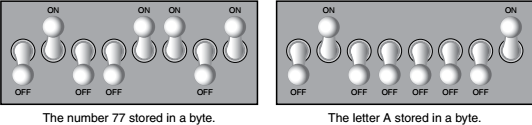 ON ON ON ON
OFF OFF OFF OFF
The number 77 stored in a byte.
ON ON
OFF OFF OFF OFF OFF OFF
The letter A stored in a byte.